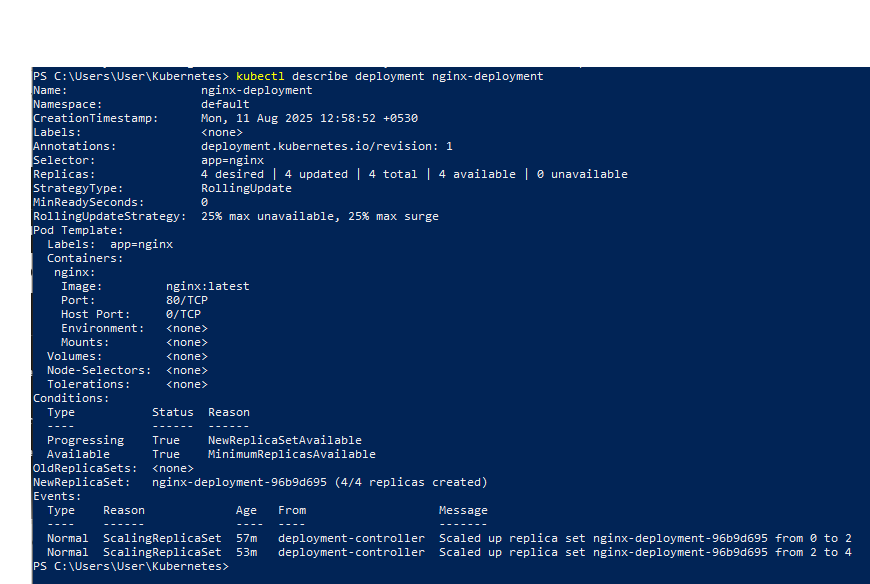 PS C:\Users\User\Kubernetes> kubectl describe deployment nginx-deployment
Name:                   nginx-deployment
Namespace:              default
CreationTimestamp:      Mon, 11 Aug 2025 12:58:52 +0530
Labels:                 <none>
Annotations:            deployment.kubernetes.io/revision: 1
Selector:               app=nginx
Replicas:               4 desired | 4 updated | 4 total | 4 available | 0 unavailable
StrategyType:           RollingUpdate
MinReadySeconds:        0
RollingUpdateStrategy:  25% max unavailable, 25% max surge
Pod Template:
  Labels:  app=nginx
  Containers:
   nginx:
    Image:         nginx:latest
    Port:          80/TCP
    Host Port:     0/TCP
    Environment:   <none>
    Mounts:        <none>
  Volumes:         <none>
  Node-Selectors:  <none>
  Tolerations:     <none>
Conditions:
  Type           Status  Reason
  ----           ------  ------
  Progressing    True    NewReplicaSetAvailable
  Available      True    MinimumReplicasAvailable
OldReplicaSets:  <none>
NewReplicaSet:   nginx-deployment-96b9d695 (4/4 replicas created)
Events:
  Type    Reason             Age   From                   Message
  ----    ------             ----  ----                   -------
  Normal  ScalingReplicaSet  57m   deployment-controller  Scaled up replica set nginx-deployment-96b9d695 from 0 to 2
  Normal  ScalingReplicaSet  53m   deployment-controller  Scaled up replica set nginx-deployment-96b9d695 from 2 to 4
PS C:\Users\User\Kubernetes>